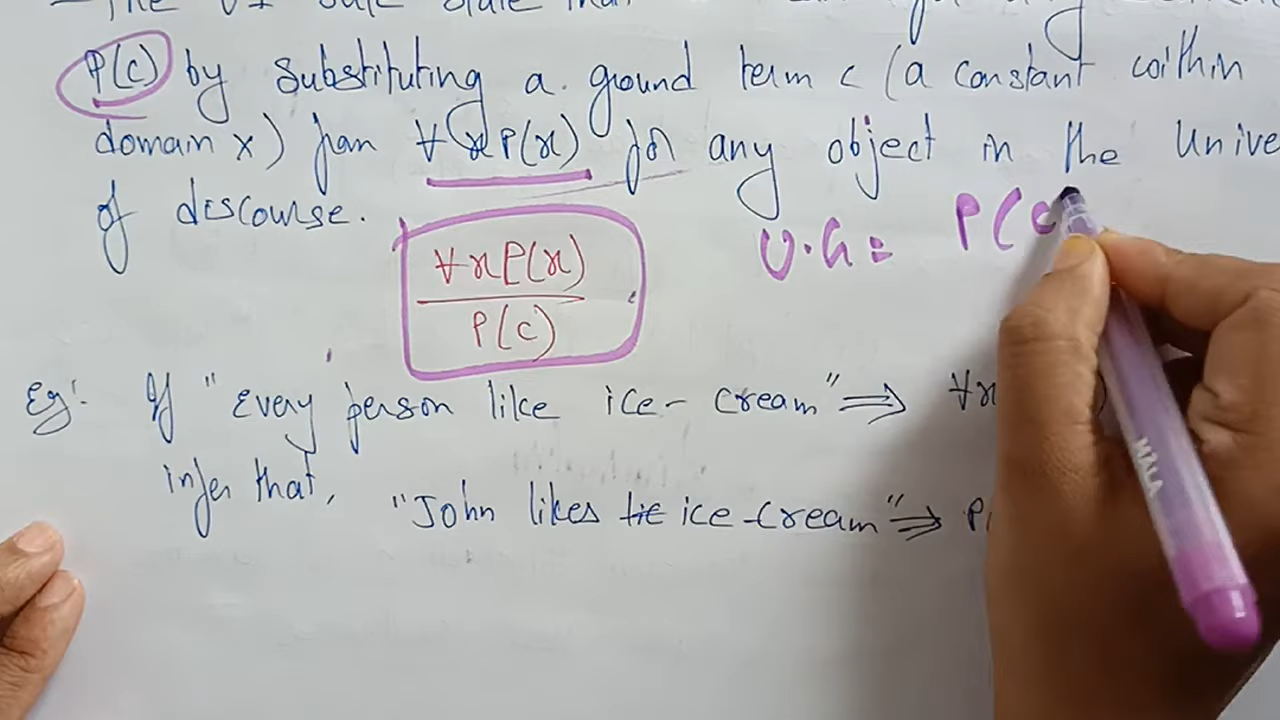 P(c) by substituting a ground term c (a constant within
domain x) from ∀x P(x) for any object in the Unive
of discourse.
U.G = P(c
∀x P(x)
P(c)
Eg: If "Every person like ice-cream" ⇒ ∀x
infer that, "John likes ice-cream" ⇒ P
MALA